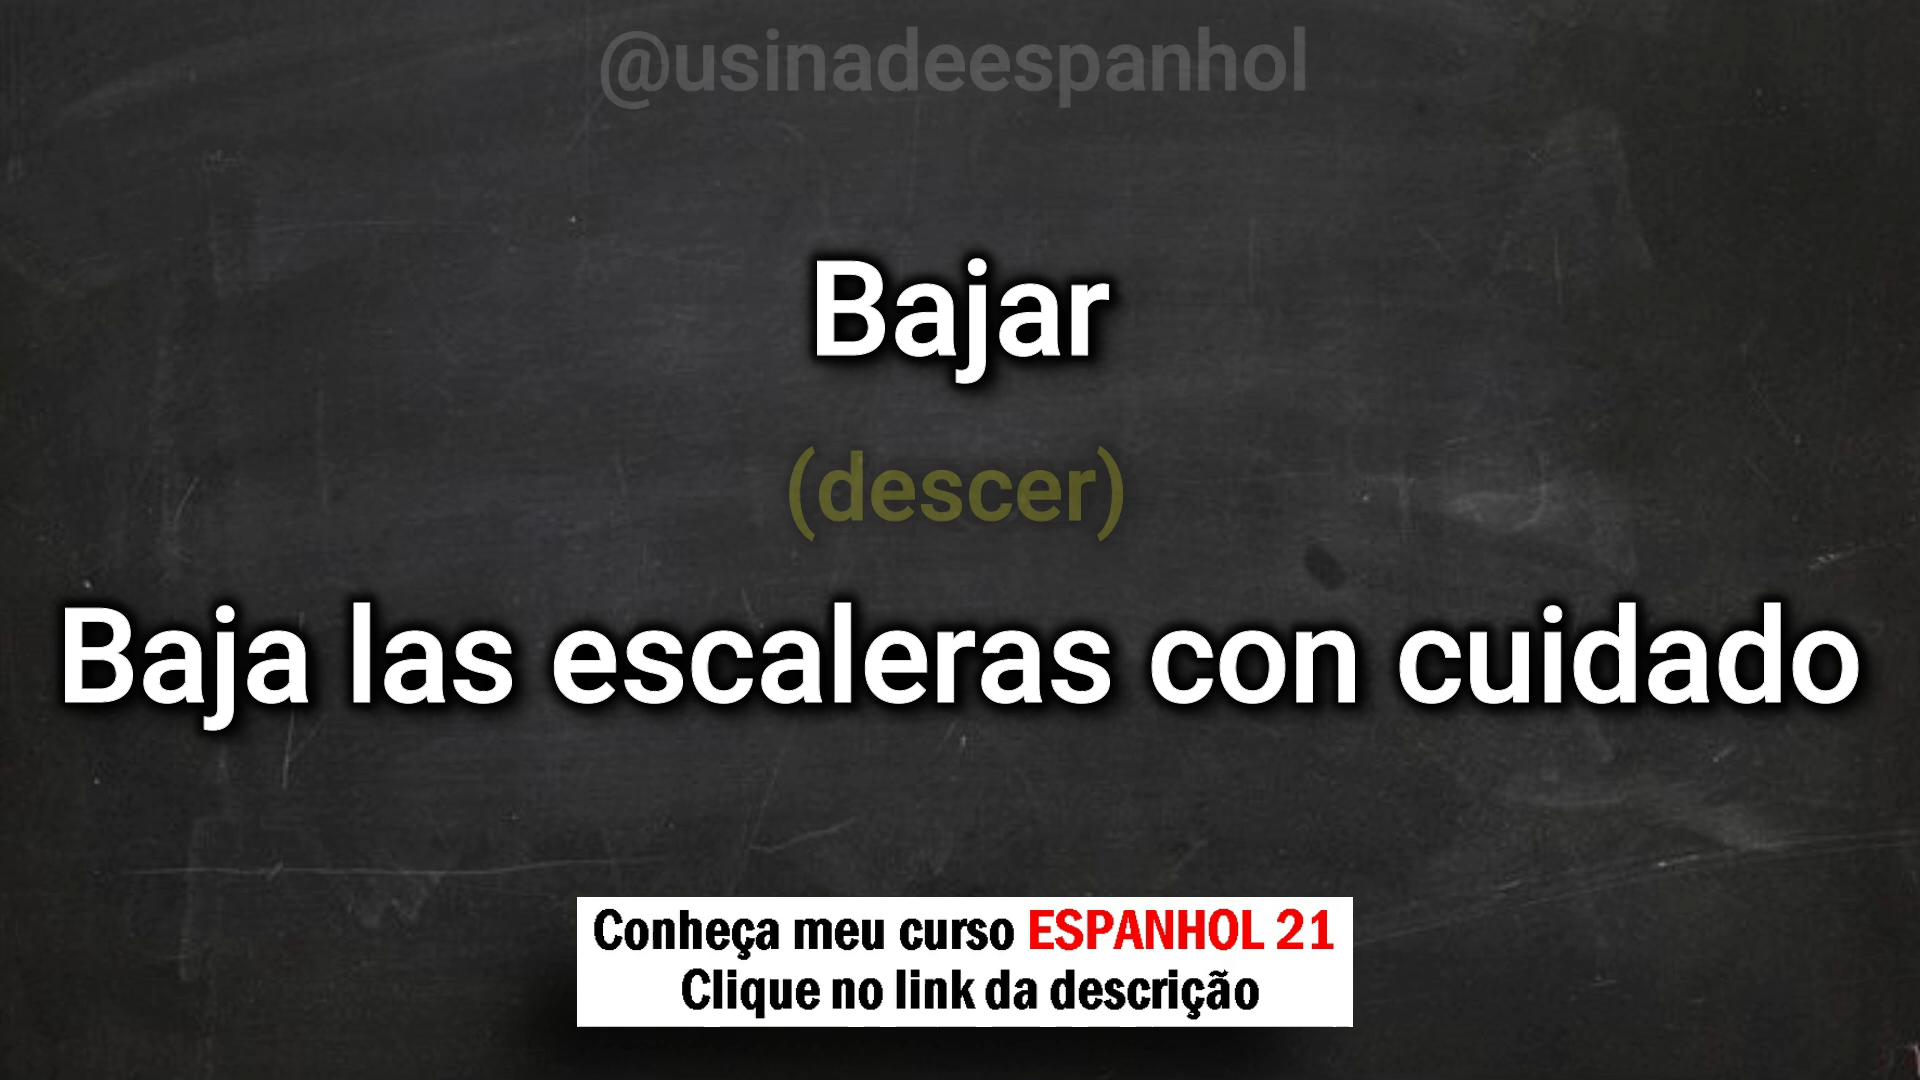 @usinadeespanhol
Bajar
(descer)
Baja las escaleras con cuidado
Conheça meu curso ESPANHOL 21
Clique no link da descrição